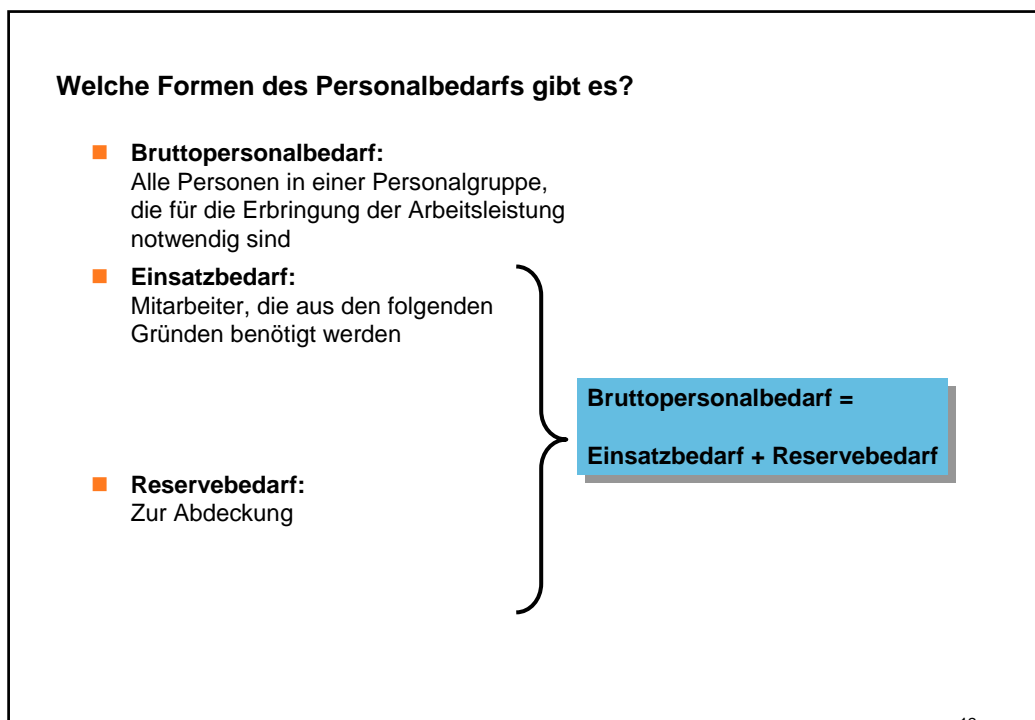 Welche Formen des Personalbedarfs gibt es?
Bruttopersonalbedarf:
Alle Personen in einer Personalgruppe,
die für die Erbringung der Arbeitsleistung
notwendig sind
Einsatzbedarf:
Mitarbeiter, die aus den folgenden
Gründen benötigt werden
Bruttopersonalbedarf =
Einsatzbedarf + Reservebedarf
Reservebedarf:
Zur Abdeckung